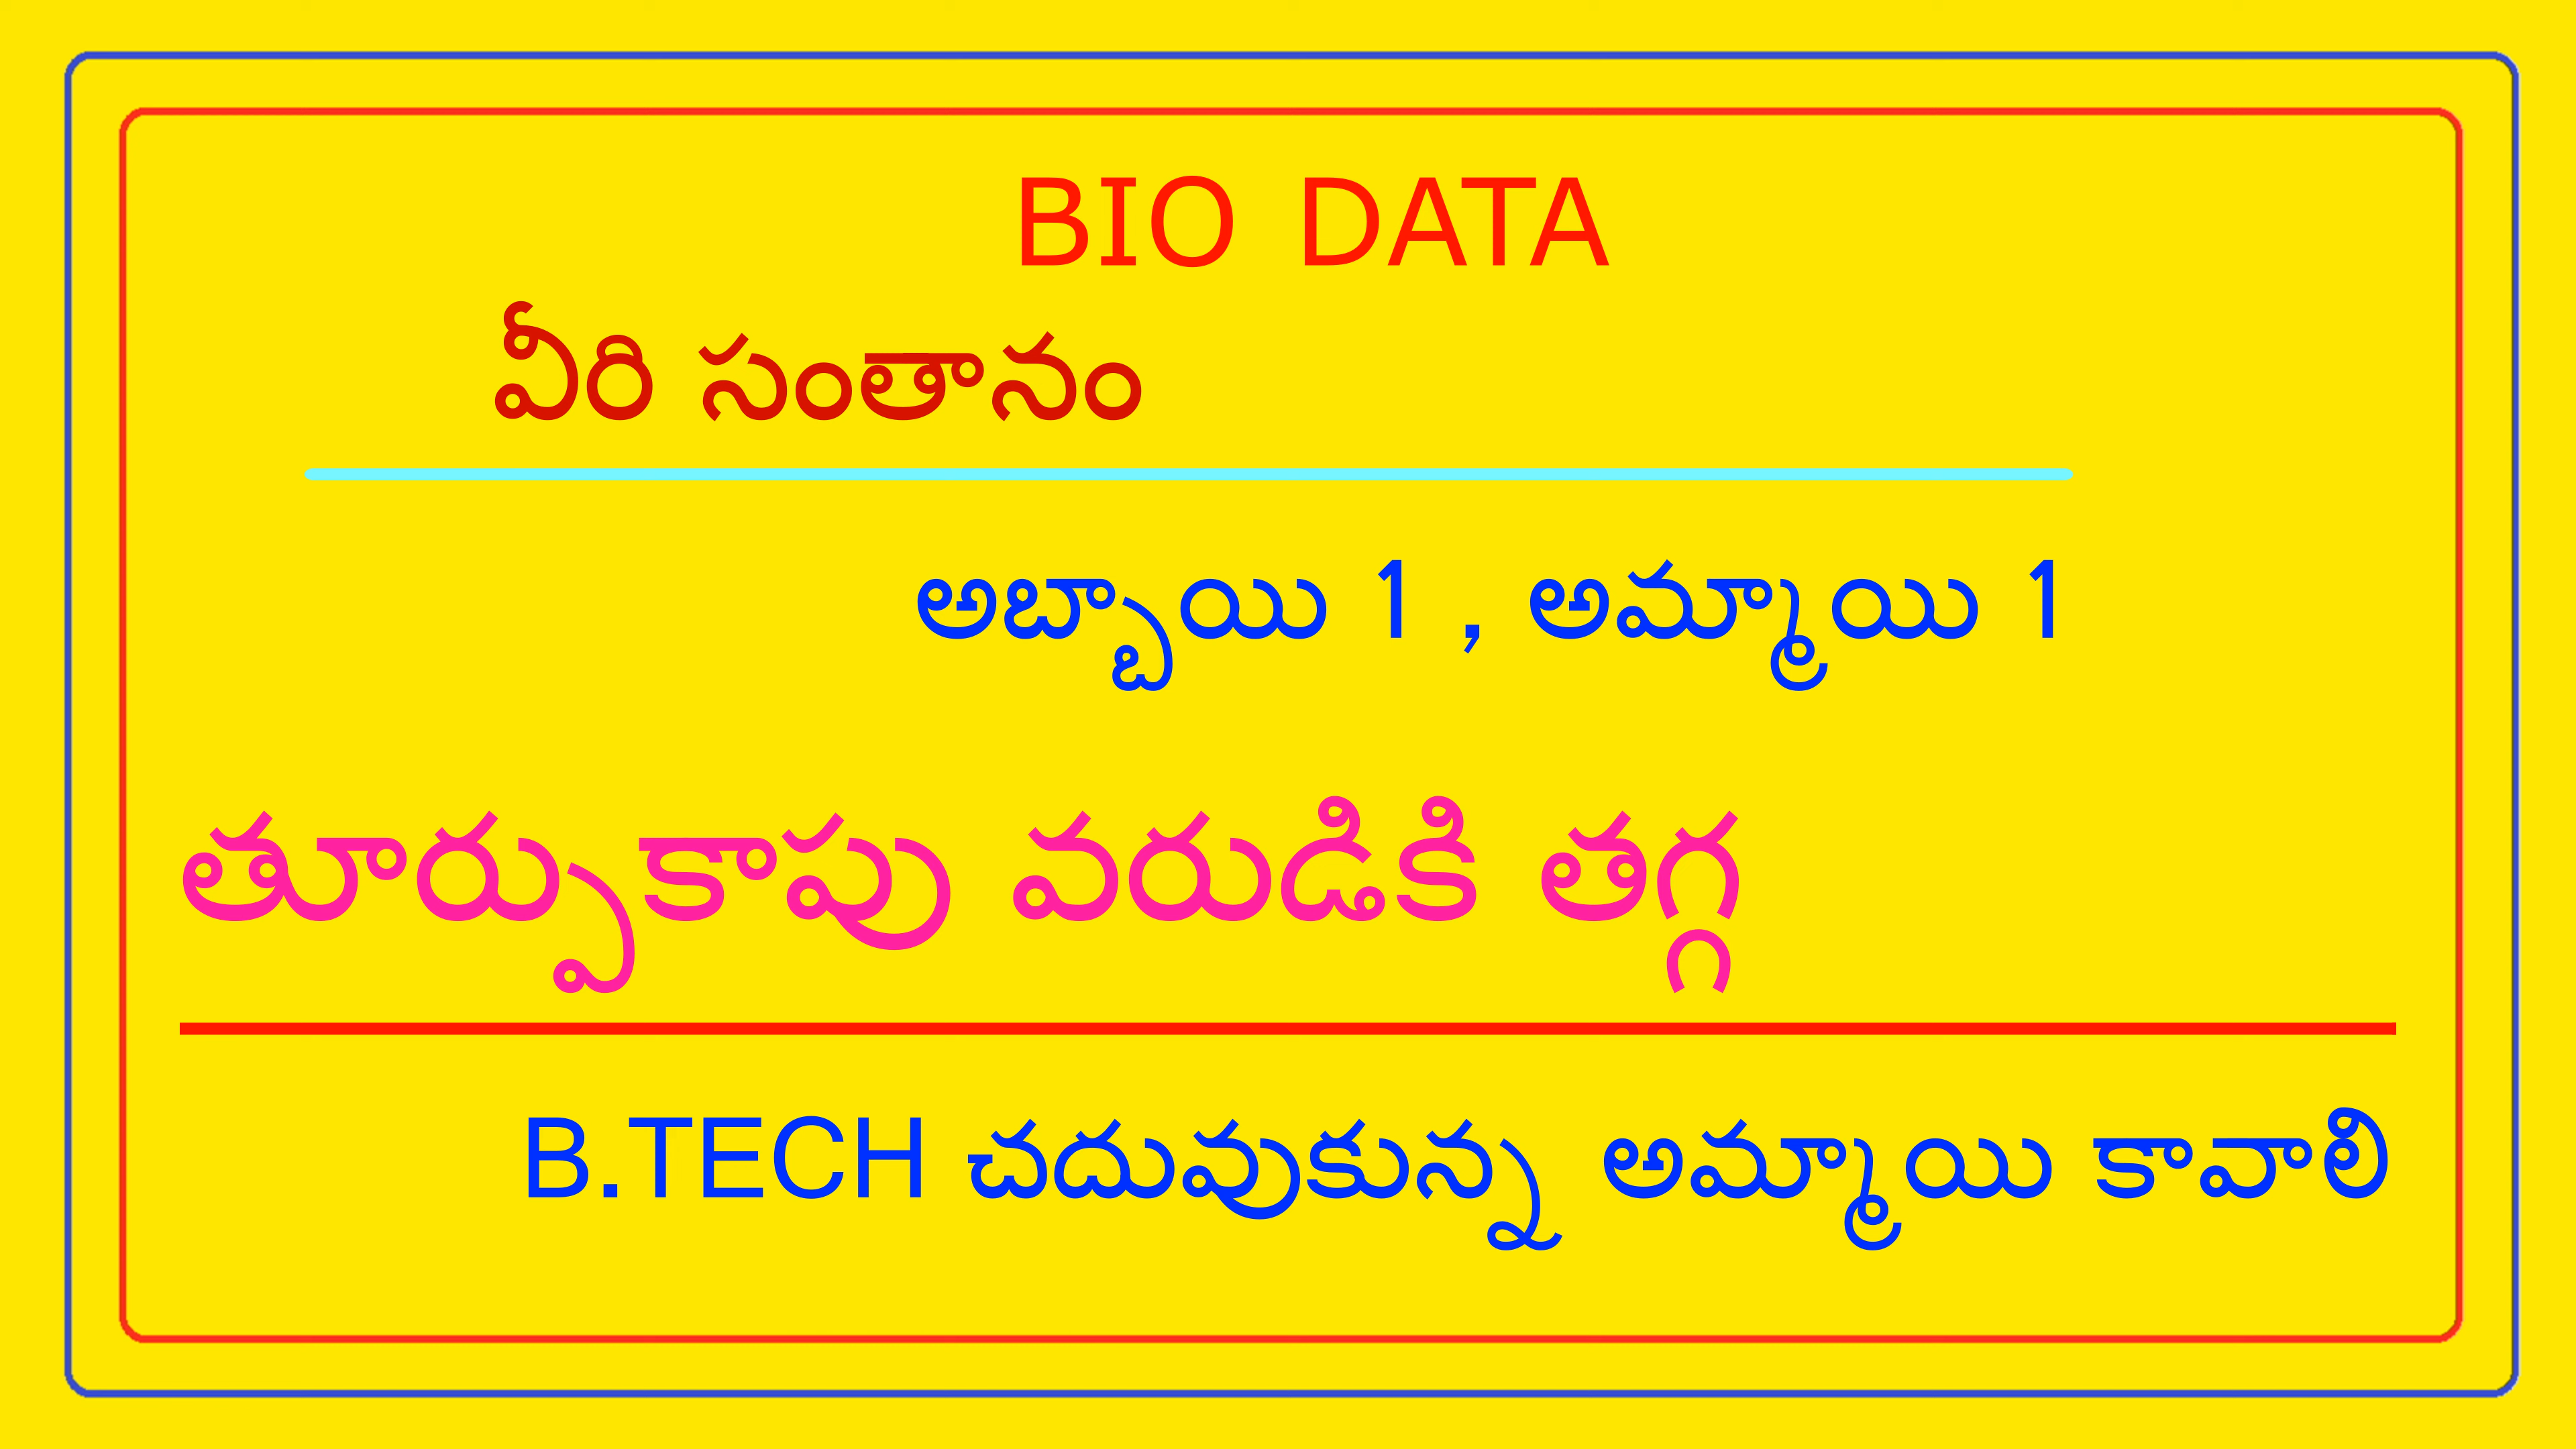 BIO DATA
వీరి సంతానం
అబ్బాయి 1 , అమ్మాయి 1
తూర్పుకాపు వరుడికి తగ్గ
B.TECH చదువుకున్న అమ్మాయి కావాలి